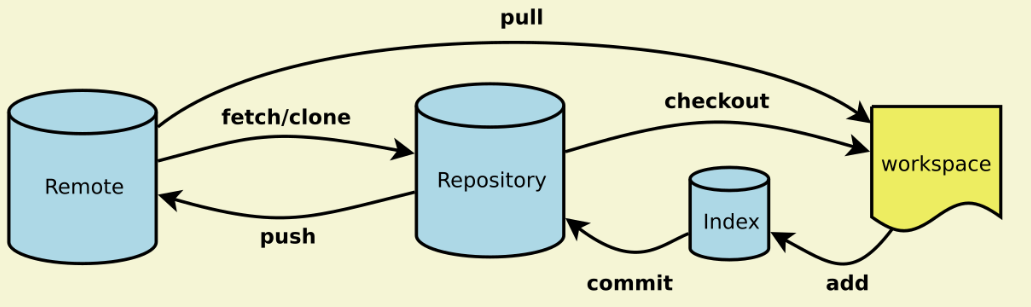 pull
fetch/clone
checkout
Remote
Repository
workspace
Index
push
commit
add